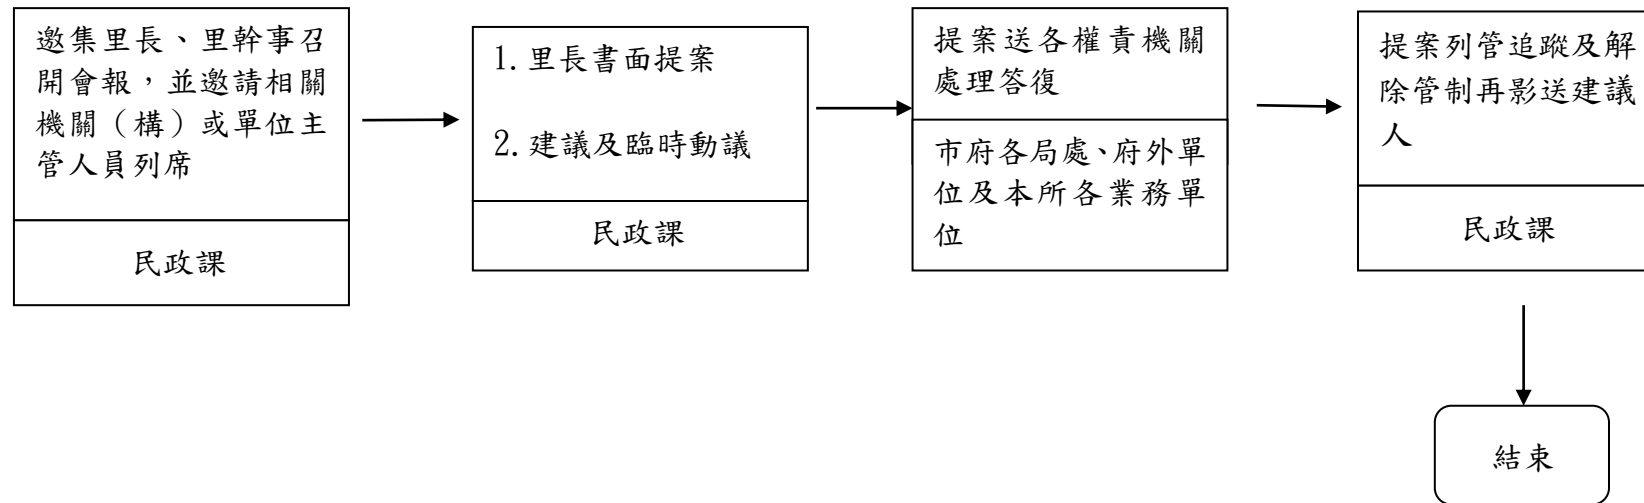 邀集里長、里幹事召
開會報，並邀請相關
機關（構）或單位主
管人員列席
民政課
1. 里長書面提案
2. 建議及臨時動議
民政課
提案送各權責機關
處理答復
市府各局處、府外單
位及本所各業務單
位
提案列管追蹤及解
除管制再影送建議
人
民政課
結束